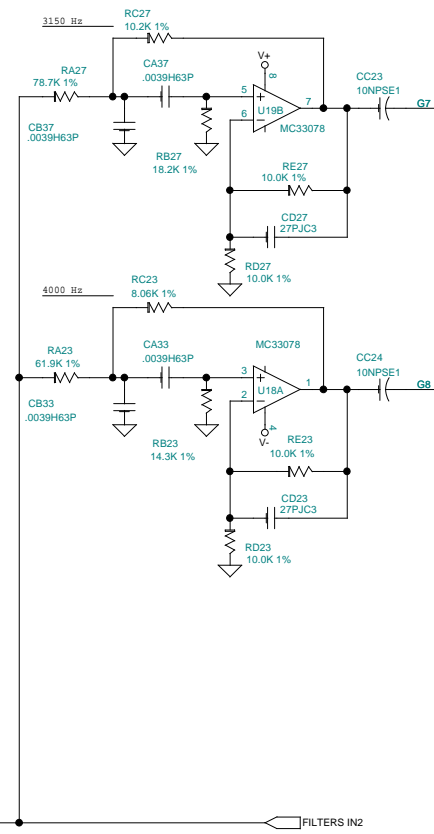 3150 Hz
RC27
10.2K 1%
CA37
.0039H63P
V+
8
CC23
10NPSE1
RA27
78.7K 1%
5
U19B
7
G7
6
MC33078
CB37
.0039H63P
RB27
18.2K 1%
RE27
10.0K 1%
CD27
27PJC3
RD27
10.0K 1%
4000 Hz
RC23
8.06K 1%
MC33078
CA33
.0039H63P
CC24
10NPSE1
RA23
61.9K 1%
3
U18A
1
G8
2
CB33
.0039H63P
4
V-
RB23
14.3K 1%
RE23
10.0K 1%
CD23
27PJC3
RD23
10.0K 1%
FILTERS IN2